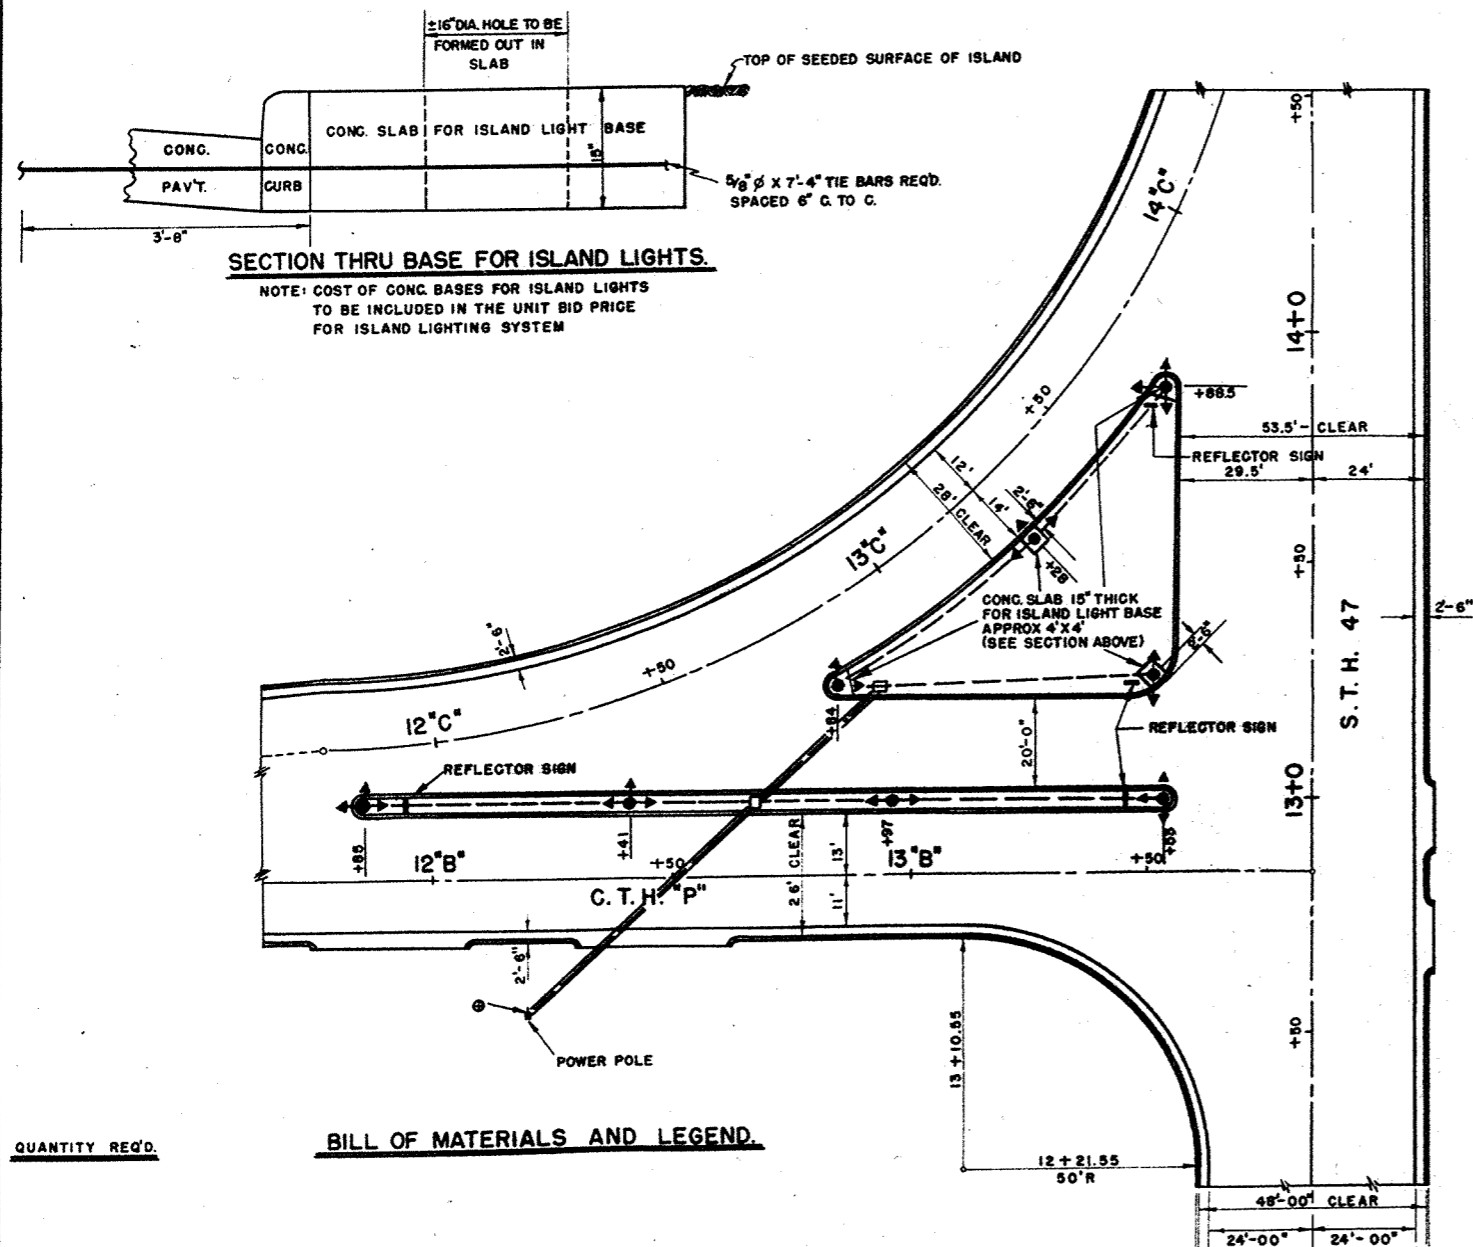 ±16" DIA. HOLE TO BE
FORMED OUT IN
SLAB
TOP OF SEEDED SURFACE OF ISLAND
CONC. SLAB FOR ISLAND LIGHT BASE
CONC.
CONC.
15"
PAV'T.
CURB
5/8" Ø X 7'-4" TIE BARS REQ'D.
SPACED 6" C. TO C.
3'-8"
SECTION THRU BASE FOR ISLAND LIGHTS.
NOTE: COST OF CONC. BASES FOR ISLAND LIGHTS
TO BE INCLUDED IN THE UNIT BID PRICE
FOR ISLAND LIGHTING SYSTEM
+50
14"C"
14+0
+50
+88.5
53.5'- CLEAR
REFLECTOR SIGN
29.5'
24'
12'
28' CLEAR
14'
2'-6"
13"C"
+28
+50
CONC. SLAB 15" THICK
FOR ISLAND LIGHT BASE
APPROX 4'X4'
(SEE SECTION ABOVE)
2'-6"
2'-6"
+50
S. T. H. 47
12"C"
+64
20'-0"
REFLECTOR SIGN
REFLECTOR SIGN
13+0
+85
12"B"
+41
+50
26' CLEAR
13'
11'
+97
13"B"
+50
C. T. H. "P"
2'-6"
POWER POLE
13 + 10.55
+50
QUANTITY REQ'D.
BILL OF MATERIALS AND LEGEND.
12 + 21.55
50'R
48'-00" CLEAR
24'-00"
24'-00"